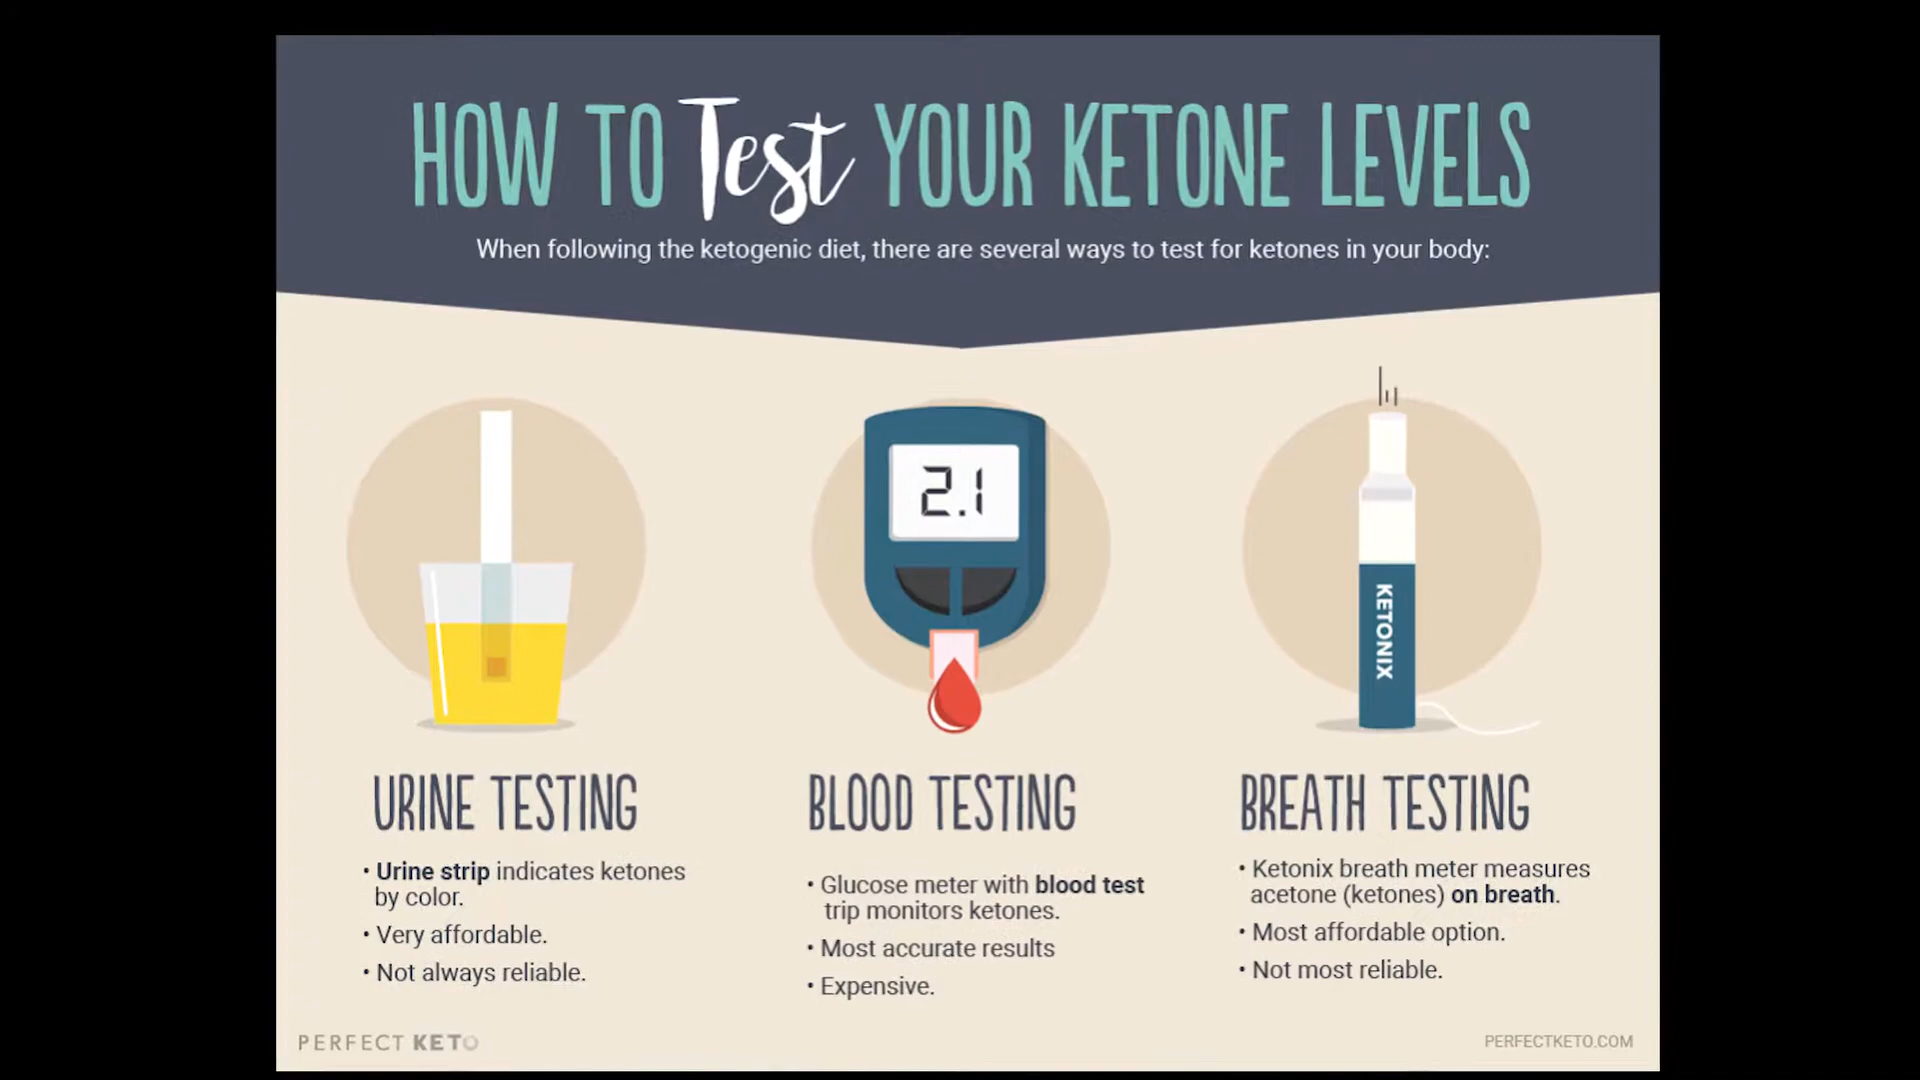 HOW TO Test YOUR KETONE LEVELS
When following the ketogenic diet, there are several ways to test for ketones in your body:
2.1
KETONIX
URINE TESTING
• Urine strip indicates ketones
by color.
• Very affordable.
• Not always reliable.
BLOOD TESTING
• Glucose meter with blood test
trip monitors ketones.
• Most accurate results
• Expensive.
BREATH TESTING
• Ketonix breath meter measures
acetone (ketones) on breath.
• Most affordable option.
• Not most reliable.
PERFECT KETO
PERFECTKETO.COM